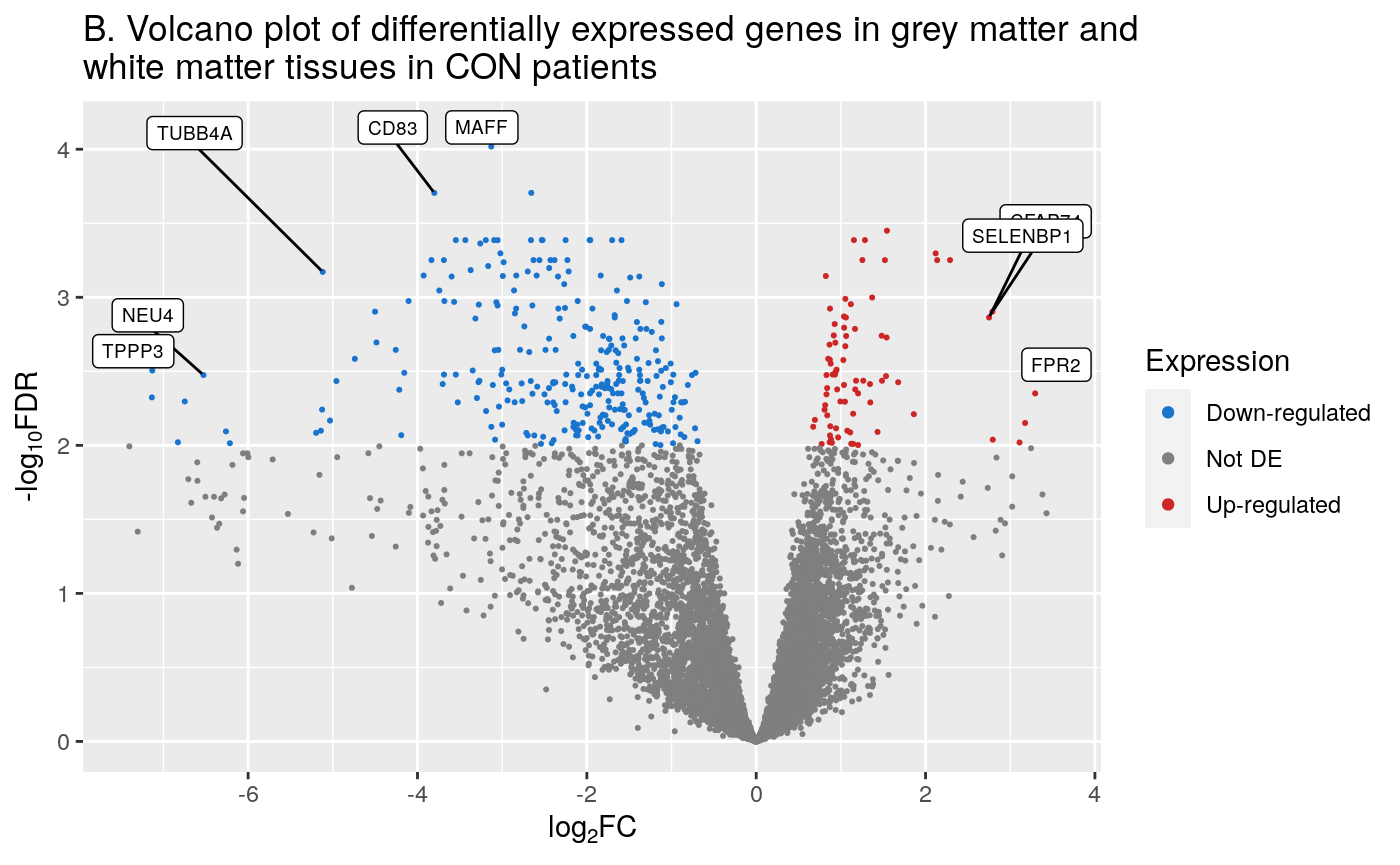 B. Volcano plot of differentially expressed genes in grey matter and
white matter tissues in CON patients
TUBB4A
CD83
MAFF
SELENBP1
NEU4
TPPP3
FPR2
-log10FDR
4
3
2
1
0
-6
-4
-2
0
2
4
log2FC
Expression
Down-regulated
Not DE
Up-regulated